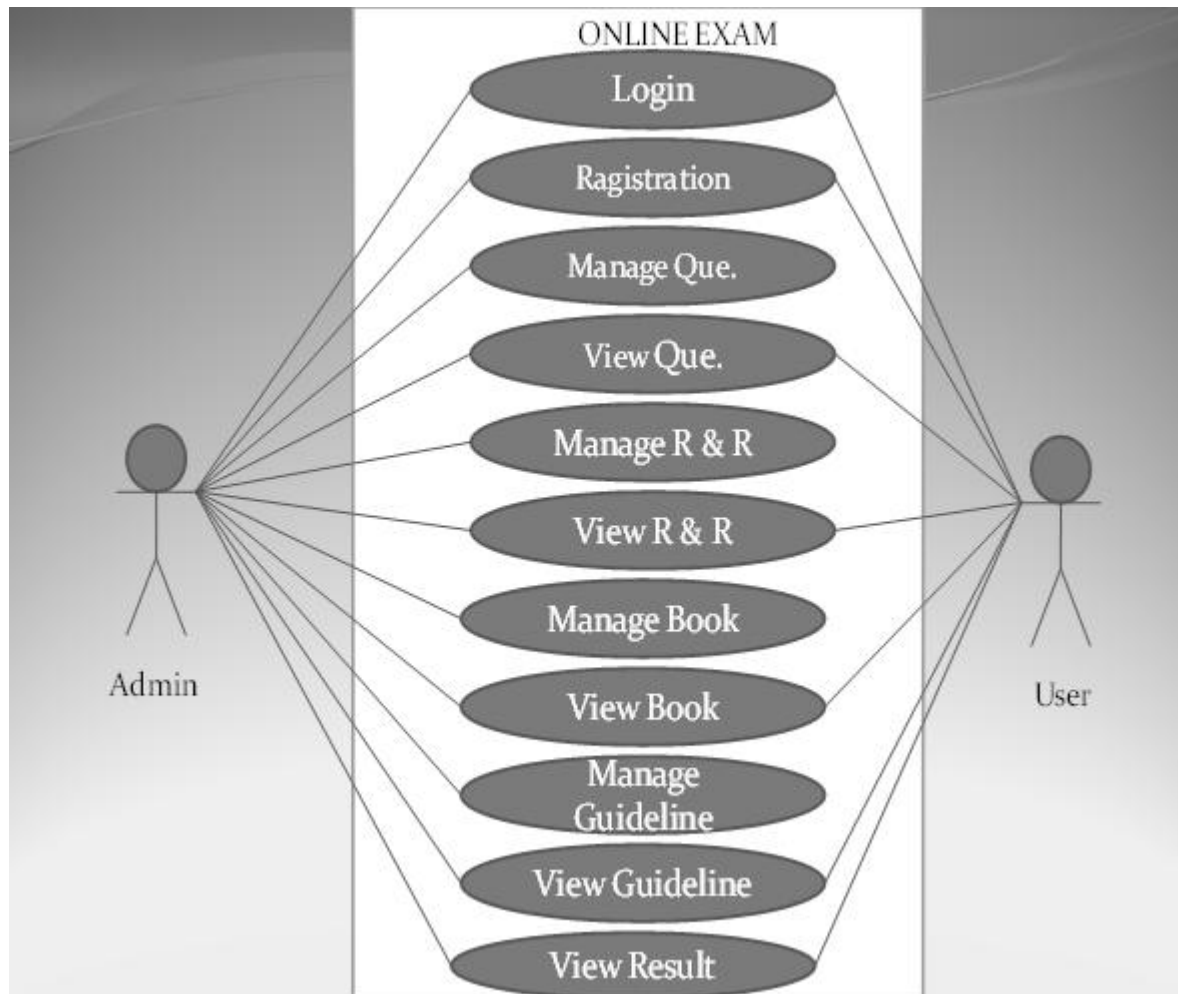 ONLINE EXAM
Login
Ragistration
Manage Que.
View Que.
Manage R & R
View R & R
Manage Book
View Book
Manage
Guideline
View Guideline
View Result
Admin
User